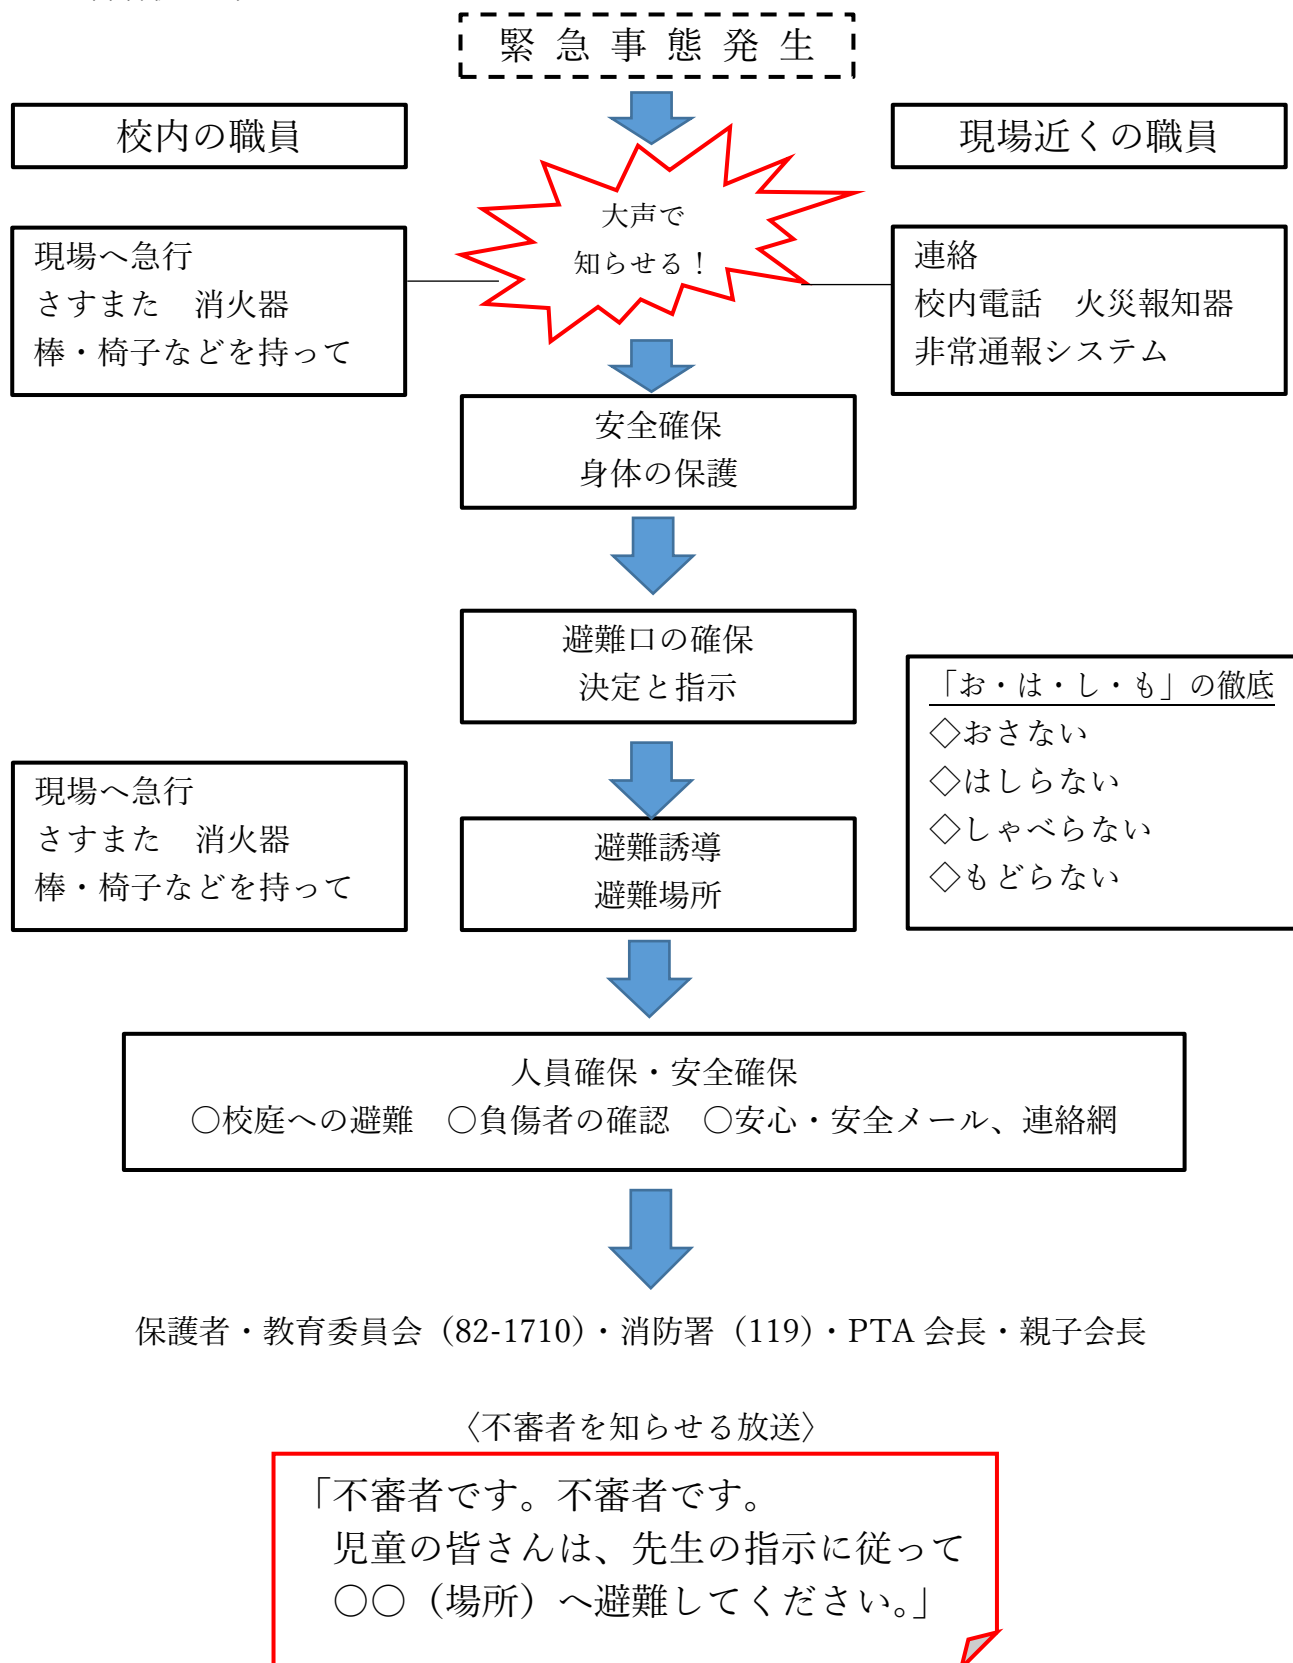 緊急事態発生
校内の職員
現場近くの職員
大声で
知らせる！
現場へ急行
さすまた　消火器
棒・椅子などを持って
連絡
校内電話　火災報知器
非常通報システム
安全確保
身体の保護
避難口の確保
決定と指示
「お・は・し・も」の徹底
◇おさない
◇はしらない
◇しゃべらない
◇もどらない
現場へ急行
さすまた　消火器
棒・椅子などを持って
避難誘導
避難場所
人員確保・安全確保
○校庭への避難　○負傷者の確認　○安心・安全メール、連絡網
保護者・教育委員会（82-1710）・消防署（119）・PTA 会長・親子会長
〈不審者を知らせる放送〉
「不審者です。不審者です。
児童の皆さんは、先生の指示に従って
○○（場所）へ避難してください。」